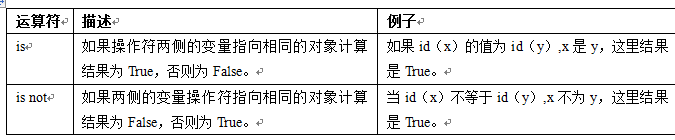 运算符 描述 例子
is 如果操作符两侧的变量指向相同的对象计算 如果 id（x）的值为 id（y）,x 是 y，这里结果
结果为 True，否则为 False。 是 True。
is not 如果两侧的变量操作符指向相同的对象计算 当 id（x）不等于 id（y）,x 不为 y，这里结果
结果为 False，否则为 True。 是 True。